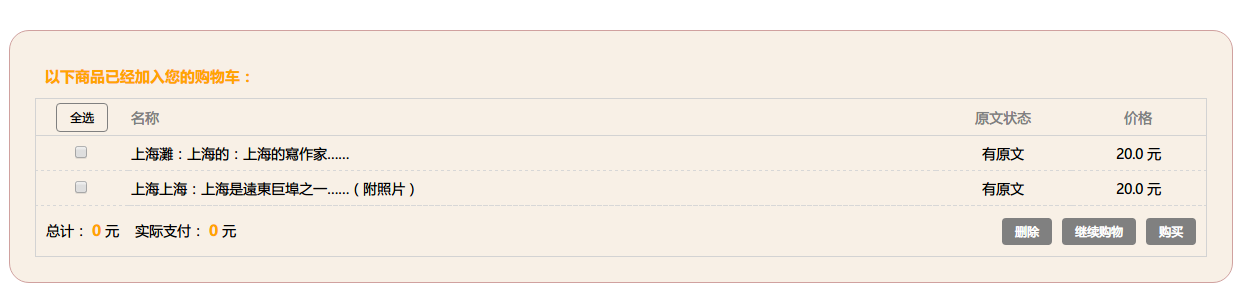 以下商品已经加入您的购物车：
全选 名称 原文状态 价格
上海灘：上海的：上海的寫作家...... 有原文 20.0 元
上海上海：上海是遠東巨埠之一......（附照片） 有原文 20.0 元
总计：0 元 实际支付：0 元 删除 继续购物 购买